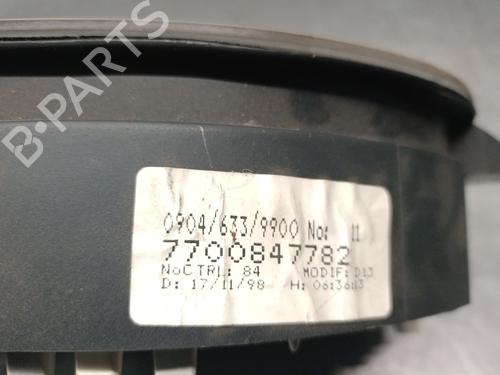 B-PARTS
0904/633/9900 No: 11
7700847782
NoCTRL: 84 MODIF: D13
D: 17/11/98 H: 06:36:13